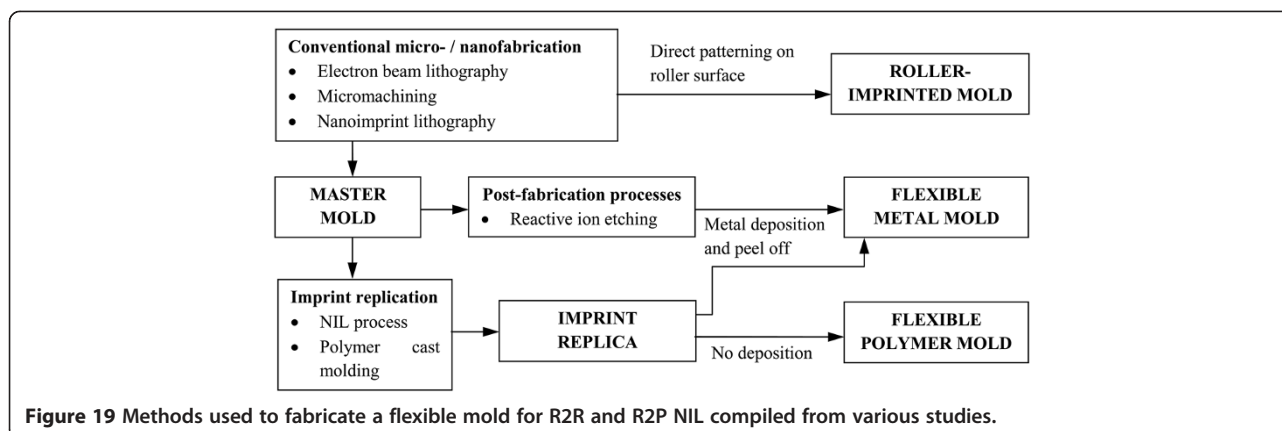 Conventional micro- / nanofabrication
• Electron beam lithography
• Micromachining
• Nanoimprint lithography
Direct patterning on
roller surface
ROLLER-
IMPRINTED MOLD
MASTER
MOLD
Post-fabrication processes
• Reactive ion etching
Metal deposition
and peel off
FLEXIBLE
METAL MOLD
Imprint replication
• NIL process
• Polymer cast
molding
IMPRINT
REPLICA
No deposition
FLEXIBLE
POLYMER MOLD
Figure 19 Methods used to fabricate a flexible mold for R2R and R2P NIL compiled from various studies.